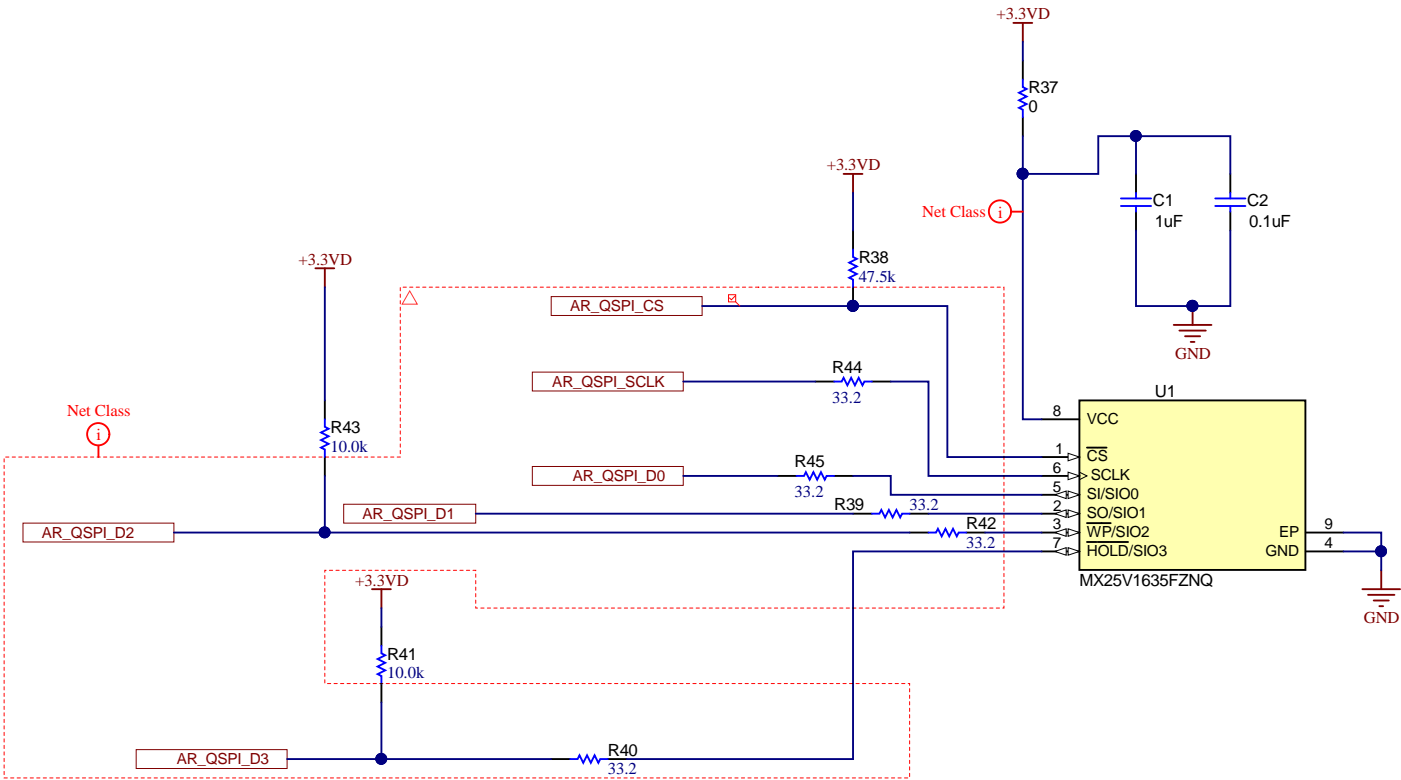 +3.3VD
R37
0
+3.3VD
Net Class
i
C1
1uF
C2
0.1uF
+3.3VD
R38
47.5k
AR_QSPI_CS
GND
R44
AR_QSPI_SCLK
33.2
U1
Net Class
i
R43
10.0k
8
VCC
1
CS
6
SCLK
R45
AR_QSPI_D0
33.2
5
SI/SIO0
R39
33.2
AR_QSPI_D1
2
SO/SIO1
R42
AR_QSPI_D2
33.2
3
WP/SIO2
EP
9
7
HOLD/SIO3
GND
4
MX25V1635FZNQ
+3.3VD
GND
R41
10.0k
R40
AR_QSPI_D3
33.2